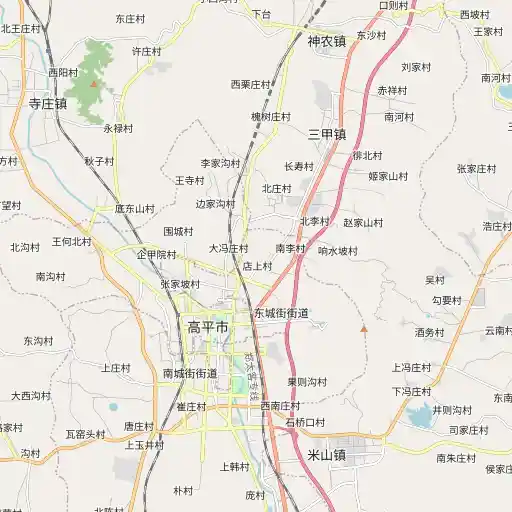 口则村
下台
西坡村
东庄村
北王庄村
王家村
东沙村
神农镇
许庄村
刘家村
西阳村
南河村
西栗庄村
赤祥村
寺庄镇
槐树庄村
南河村
永禄村
三甲镇
徘北村
秋子村
李家沟村
长寿村
张家庄村
王寺村
姬家山村
北庄村
边家沟村
底东山村
北李村
赵家山村
浩庄村
围城村
王何北村
北沟村
大冯庄村
南李村
响水坡村
企甲院村
店上村
南沟村
吴村
张家坡村
勾要村
东城街街道
高平市
酒务村
云南村
东沟村
上庄村
南城街街道
上冯庄村
果则沟村
下冯庄村
大西沟村
崔庄村
西南庄村
井则沟村
唐庄村
石桥口村
瓦窑头村
司家庄村
上玉井村
沟村
米山镇
南朱庄村
上韩村
侯家庄
朴村
庞村